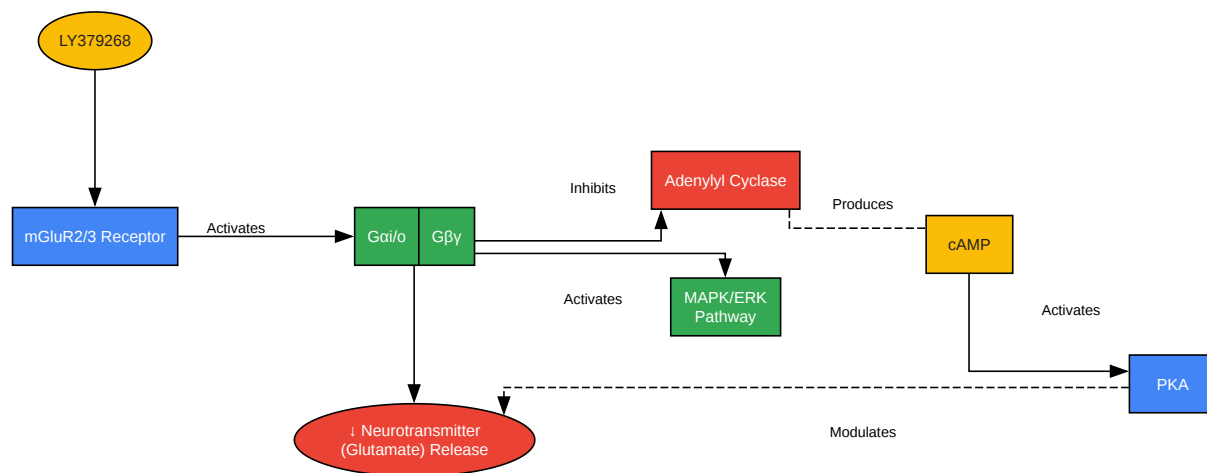 LY379268
mGluR2/3 Receptor
Activates
Gαi/o
Gβγ
Inhibits
Adenylyl Cyclase
Produces
cAMP
Activates
MAPK/ERK
Pathway
Activates
PKA
↓ Neurotransmitter
(Glutamate) Release
Modulates